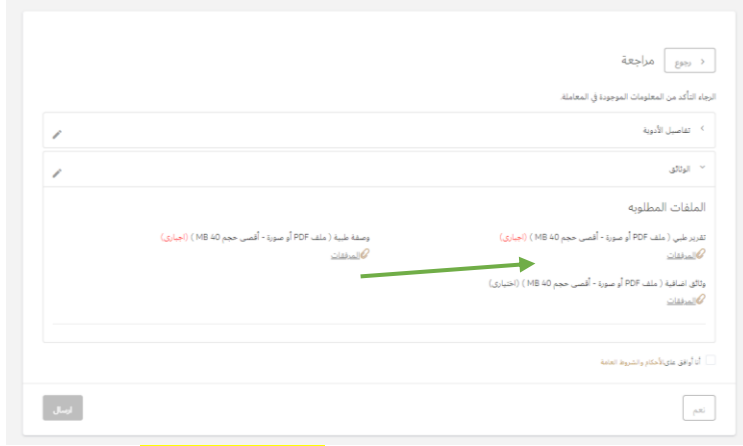 رجوع مراجعة
الرجاء التأكد من المعلومات الموجودة في المعاملة
تفاصيل الأدوية
الوثائق
الملفات المطلوبه
تقرير طبي ( ملف PDF أو صورة - أقصى حجم 40 MB ) (اجباري)
المرفقات
وصفة طبية ( ملف PDF أو صورة - أقصى حجم 40 MB ) (اجباري)
المرفقات
وثائق اضافية ( ملف PDF أو صورة - أقصى حجم 40 MB ) (اختياري)
المرفقات
أنا أوافق على الأحكام والشروط العامة
نعم
ارسال